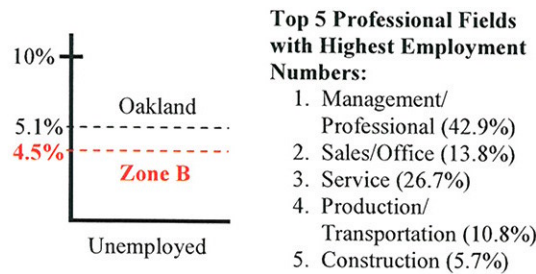 10%
Oakland
5.1%
4.5%
Zone B
Unemployed
Top 5 Professional Fields
with Highest Employment
Numbers:
1. Management/
Professional (42.9%)
2. Sales/Office (13.8%)
3. Service (26.7%)
4. Production/
Transportation (10.8%)
5. Construction (5.7%)